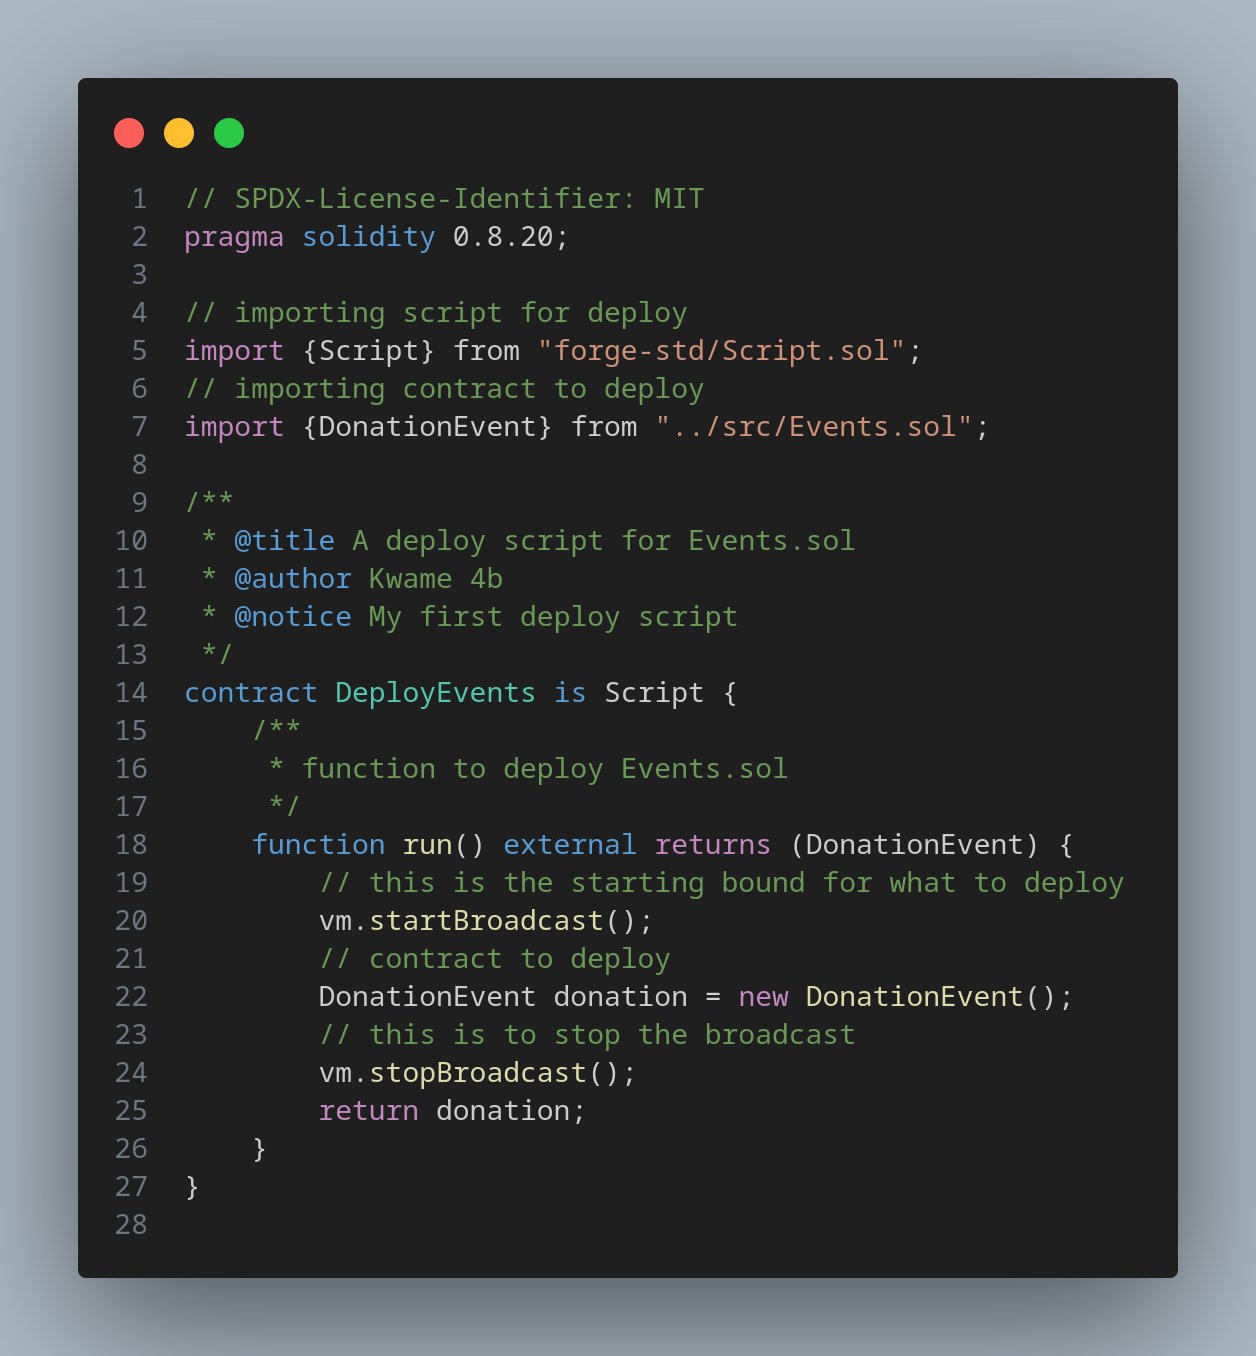 1 // SPDX-License-Identifier: MIT
2 pragma solidity 0.8.20;
3
4 // importing script for deploy
5 import {Script} from "forge-std/Script.sol";
6 // importing contract to deploy
7 import {DonationEvent} from "../src/Events.sol";
8
9 /**
10  * @title A deploy script for Events.sol
11  * @author Kwame 4b
12  * @notice My first deploy script
13  */
14 contract DeployEvents is Script {
15     /**
16      * function to deploy Events.sol
17      */
18     function run() external returns (DonationEvent) {
19         // this is the starting bound for what to deploy
20         vm.startBroadcast();
21         // contract to deploy
22         DonationEvent donation = new DonationEvent();
23         // this is to stop the broadcast
24         vm.stopBroadcast();
25         return donation;
26     }
27 }
28